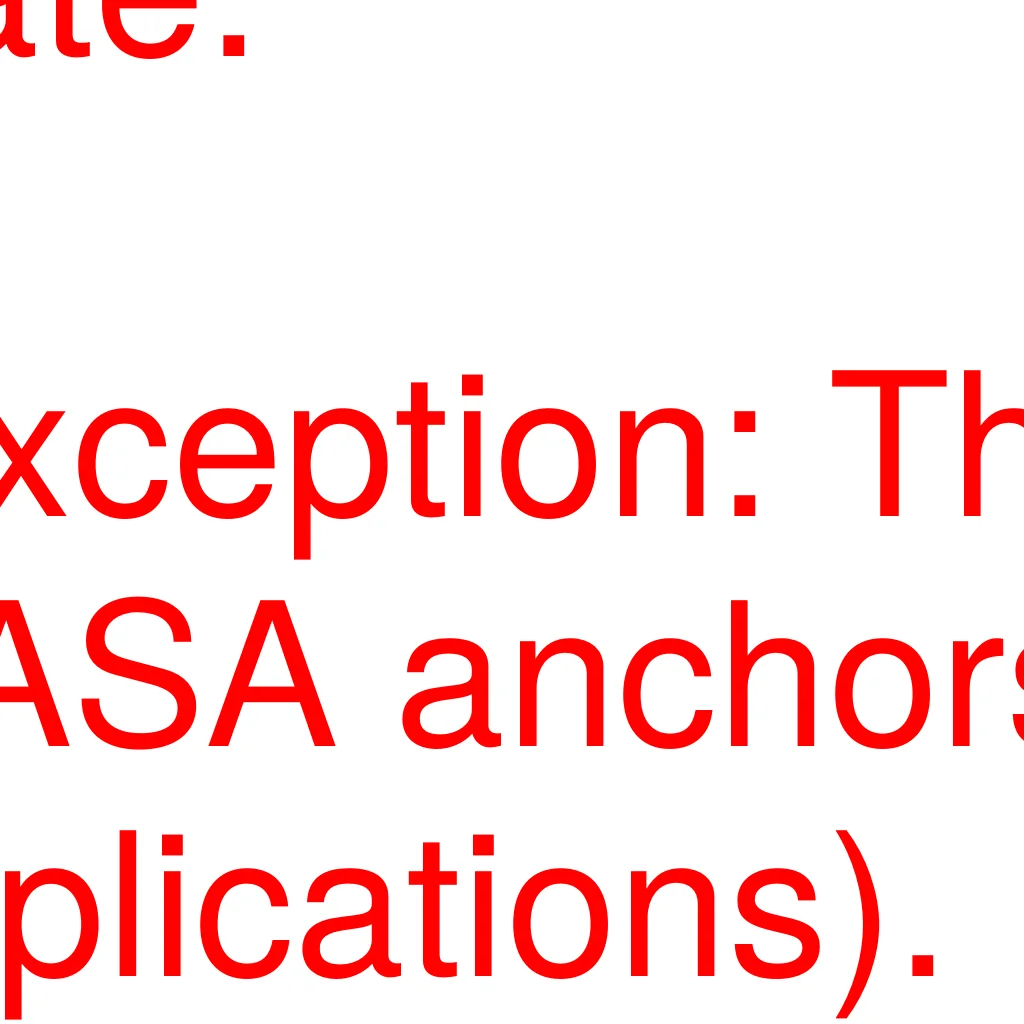 ate.
xception: Th
ASA anchors
plications).